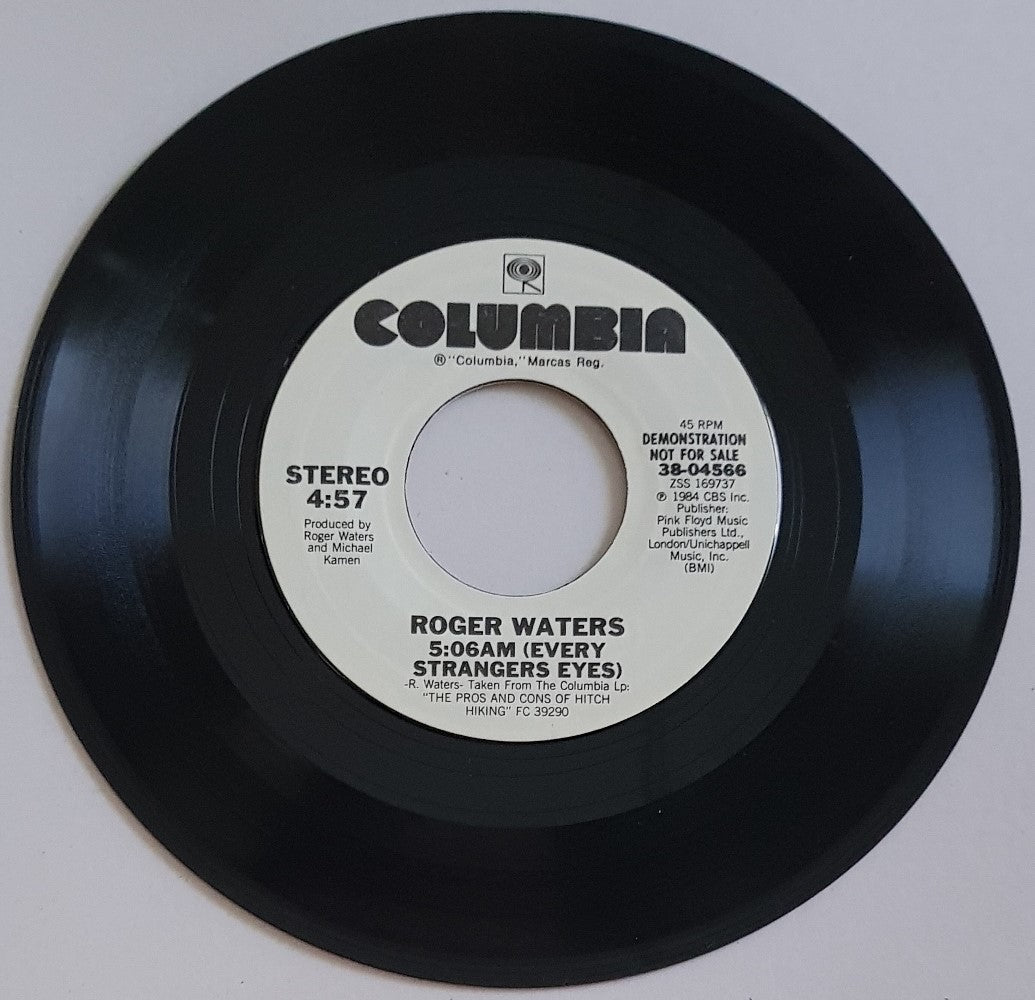 COLUMBIA
® "Columbia," Marcas Reg.
STEREO
4:57
Produced by
Roger Waters
and Michael
Kamen
45 RPM
DEMONSTRATION
NOT FOR SALE
38-04566
ZSS 169737
℗ 1984 CBS Inc.
Publisher:
Pink Floyd Music
Publishers Ltd.,
London/Unichappell
Music, Inc.
(BMI)
ROGER WATERS
5:06AM (EVERY
STRANGERS EYES)
-R. Waters- Taken From The Columbia Lp:
"THE PROS AND CONS OF HITCH
HIKING" FC 39290